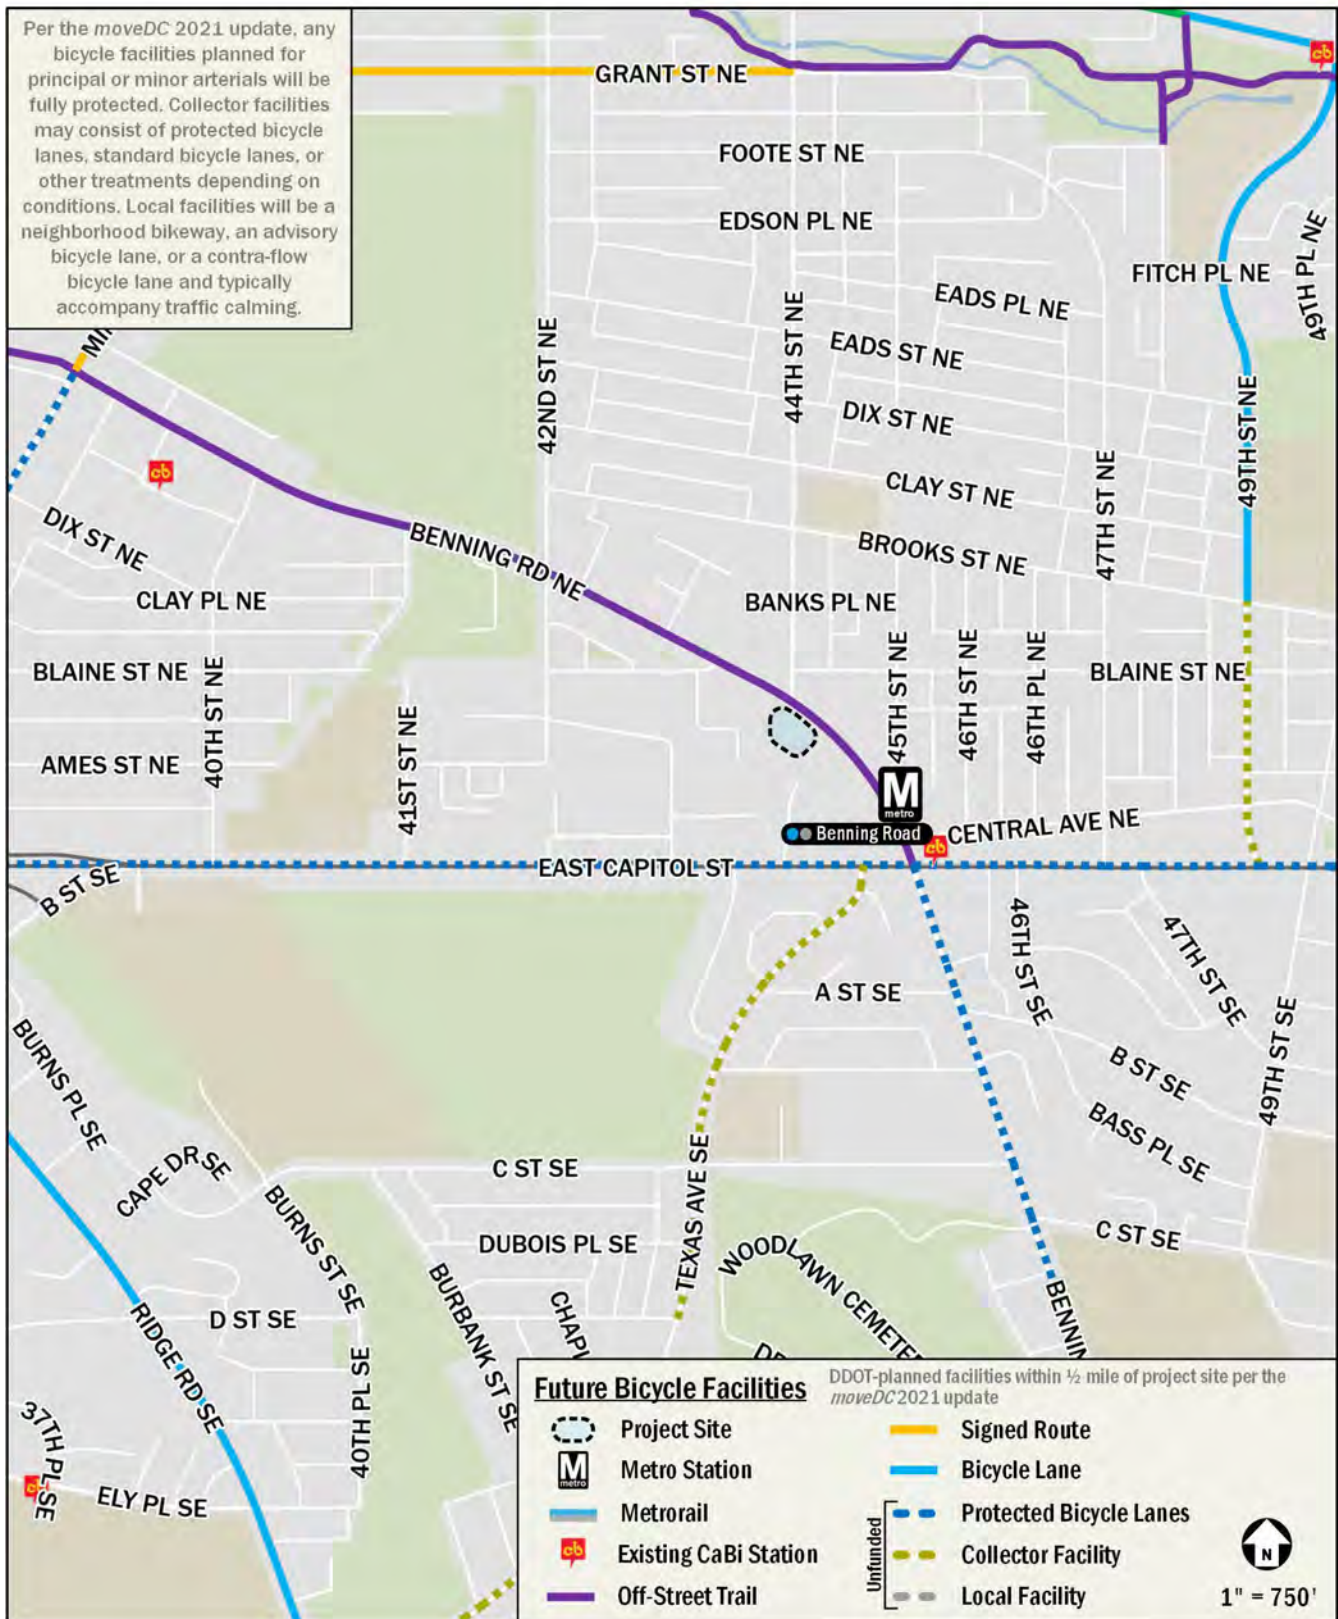 Per the moveDC 2021 update, any
bicycle facilities planned for
principal or minor arterials will be
fully protected. Collector facilities
may consist of protected bicycle
lanes, standard bicycle lanes, or
other treatments depending on
conditions. Local facilities will be a
neighborhood bikeway, an advisory
bicycle lane, or a contra-flow
bicycle lane and typically
accompany traffic calming.
cb
GRANT ST NE
FOOTE ST NE
EDSON PL NE
49TH PL NE
FITCH PL NE
EADS PL NE
EADS ST NE
42ND ST NE
44TH ST NE
DIX ST NE
49TH ST NE
CLAY ST NE
47TH ST NE
cb
DIX ST NE
BENNING RD NE
BROOKS ST NE
CLAY PL NE
BANKS PL NE
BLAINE ST NE
40TH ST NE
45TH ST NE
46TH ST NE
46TH PL NE
BLAINE ST NE
AMES ST NE
41ST ST NE
M
metro
Benning Road
cb
CENTRAL AVE NE
EAST CAPITOL ST
B ST SE
46TH ST SE
47TH ST SE
A ST SE
BURNS PL SE
B ST SE
49TH ST SE
BASS PL SE
CAPE DR SE
C ST SE
TEXAS AVE SE
BURNS ST SE
DUBOIS PL SE
WOODLAWN CEMETE
C ST SE
BURBANK ST SE
CHAPL
BENNIN
RIDGE RD SE
D ST SE
40TH PL SE
37TH PL SE
cb
ELY PL SE
Future Bicycle Facilities
DDOT-planned facilities within ½ mile of project site per the
moveDC 2021 update
Project Site
Signed Route
M
metro
Metro Station
Bicycle Lane
Metrorail
Unfunded
Protected Bicycle Lanes
cb
Existing CaBi Station
Collector Facility
Off-Street Trail
Local Facility
N
1" = 750'